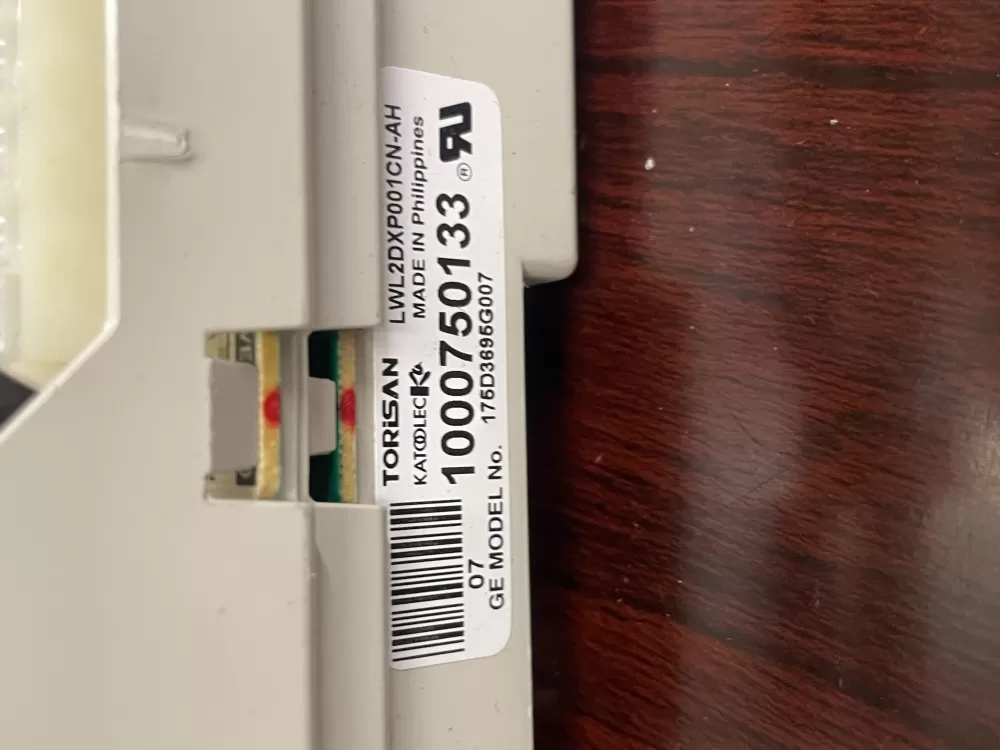 TORiSAN LWL2DXP001CN-AH
KATOOLEC MADE IN Philippines
1000750133 ®
07 175D3695G007
GE MODEL No.